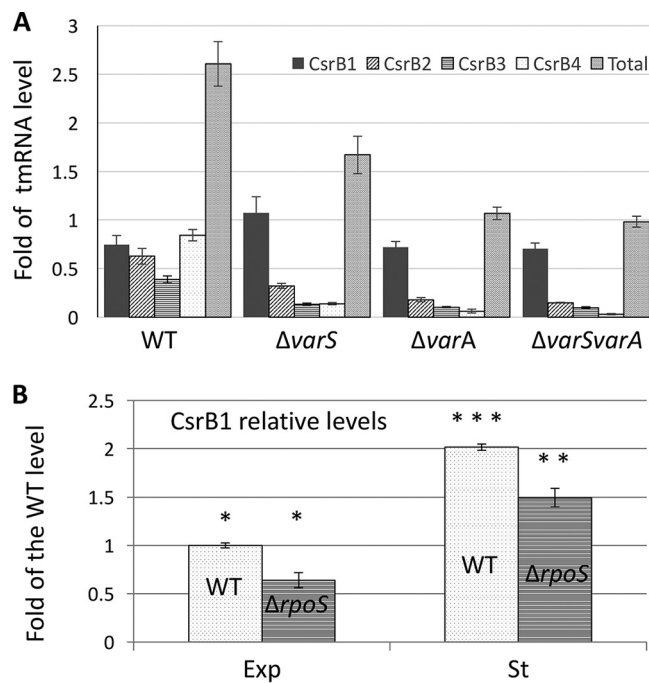 A
Fold of tmRNA level
3
2.5
2
1.5
1
0.5
0
CsrB1 CsrB2 CsrB3 CsrB4 Total
WT ΔvarS ΔvarA ΔvarSvarA
B
Fold of the WT level
2.5
2
1.5
1
0.5
0
CsrB1 relative levels
* * * * * * *
WT ΔrpoS WT ΔrpoS
Exp St